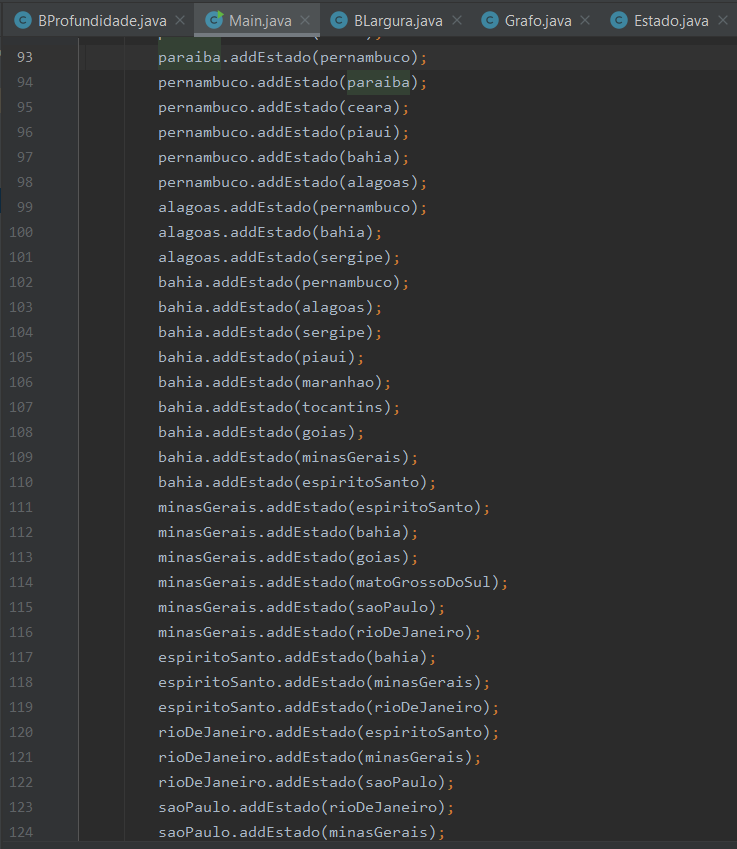 BProfundidade.java Main.java BLargura.java Grafo.java Estado.java
93 paraiba.addEstado(pernambuco);
94 pernambuco.addEstado(paraiba);
95 pernambuco.addEstado(ceara);
96 pernambuco.addEstado(piaui);
97 pernambuco.addEstado(bahia);
98 pernambuco.addEstado(alagoas);
99 alagoas.addEstado(pernambuco);
100 alagoas.addEstado(bahia);
101 alagoas.addEstado(sergipe);
102 bahia.addEstado(pernambuco);
103 bahia.addEstado(alagoas);
104 bahia.addEstado(sergipe);
105 bahia.addEstado(piaui);
106 bahia.addEstado(maranhao);
107 bahia.addEstado(tocantins);
108 bahia.addEstado(goias);
109 bahia.addEstado(minasGerais);
110 bahia.addEstado(espiritoSanto);
111 minasGerais.addEstado(espiritoSanto);
112 minasGerais.addEstado(bahia);
113 minasGerais.addEstado(goias);
114 minasGerais.addEstado(matoGrossoDoSul);
115 minasGerais.addEstado(saoPaulo);
116 minasGerais.addEstado(rioDeJaneiro);
117 espiritoSanto.addEstado(bahia);
118 espiritoSanto.addEstado(minasGerais);
119 espiritoSanto.addEstado(rioDeJaneiro);
120 rioDeJaneiro.addEstado(espiritoSanto);
121 rioDeJaneiro.addEstado(minasGerais);
122 rioDeJaneiro.addEstado(saoPaulo);
123 saoPaulo.addEstado(rioDeJaneiro);
124 saoPaulo.addEstado(minasGerais);